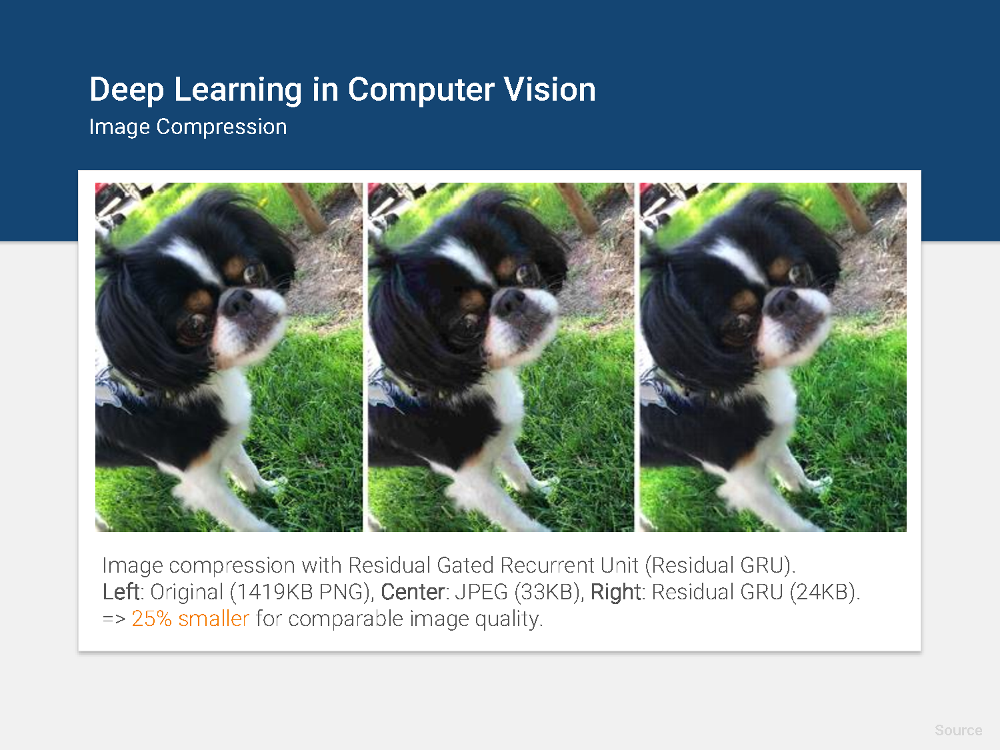 Deep Learning in Computer Vision
Image Compression
Image compression with Residual Gated Recurrent Unit (Residual GRU).
Left: Original (1419KB PNG), Center: JPEG (33KB), Right: Residual GRU (24KB).
=> 25% smaller for comparable image quality.
Source